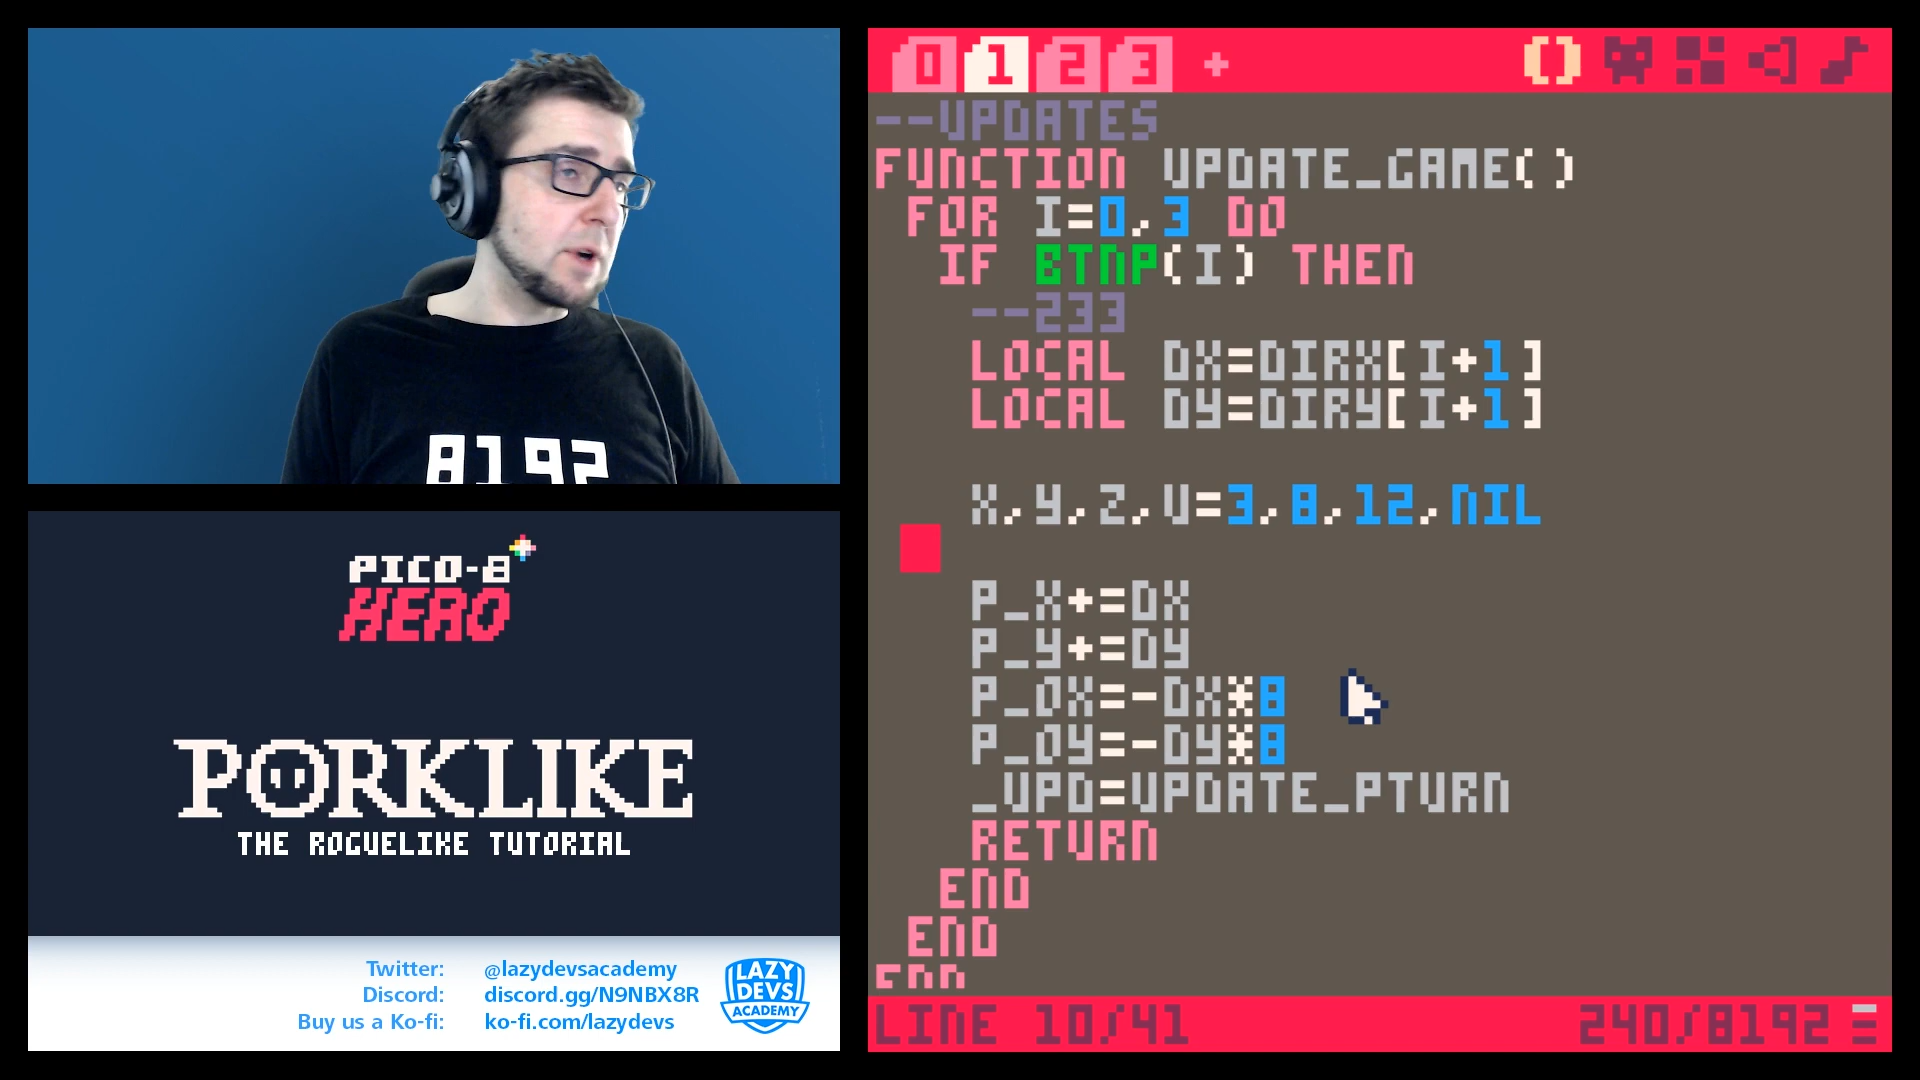 8192
PICO-8
HERO
PORKLIKE
THE ROGUELIKE TUTORIAL
Twitter: @lazydevsacademy
Discord: discord.gg/N9NBX8R
Buy us a Ko-fi: ko-fi.com/lazydevs
LAZY
DEVS
ACADEMY
0 1 2 3 +
--UPDATES
FUNCTION UPDATE_GAME()
FOR I=0,3 DO
IF BTNP(I) THEN
--233
LOCAL DX=DIRX[I+1]
LOCAL DY=DIRY[I+1]
X,Y,Z,U=3,8,12,NIL
P_X+=DX
P_Y+=DY
P_OX=-DX*8
P_OY=-DY*8
_UPD=UPDATE_PTURN
RETURN
END
END
END
LINE 10/41
240/8192